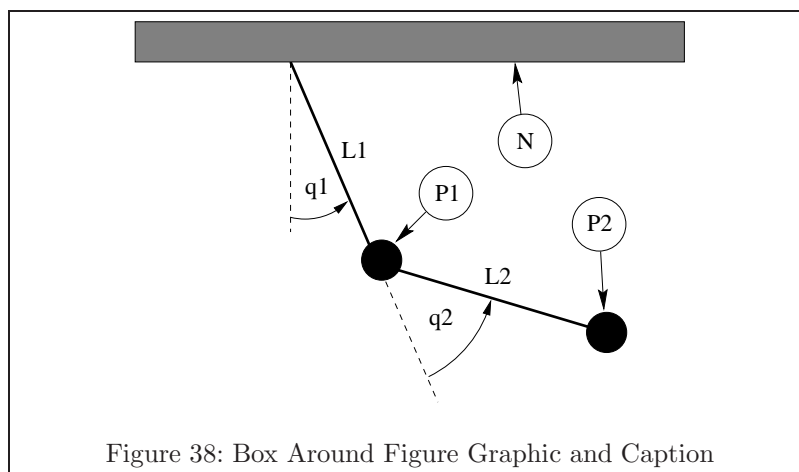 L1
N
q1
P1
P2
L2
q2
Figure 38: Box Around Figure Graphic and Caption